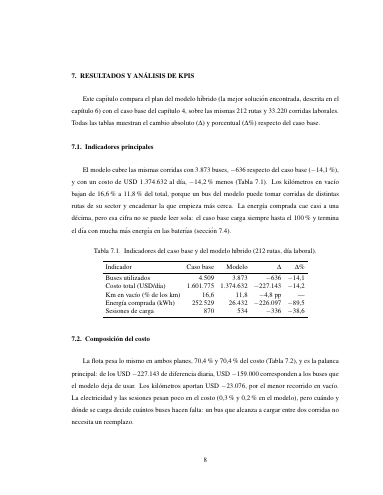 7. RESULTADOS Y ANÁLISIS DE KPIS
Este capítulo compara el plan del modelo híbrido (la mejor solución encontrada, descrita en el
capítulo 6) con el caso base del capítulo 4, sobre las mismas 212 rutas y 33.220 corridas laborales.
Todas las tablas muestran el cambio absoluto (Δ) y porcentual (Δ%) respecto del caso base.
7.1. Indicadores principales
El modelo cubre las mismas corridas con 3.873 buses, −636 respecto del caso base (−14,1 %),
y con un costo de USD 1.374.632 al día, −14,2 % menos (Tabla 7.1). Los kilómetros en vacío
bajan de 16,6 % a 11,8 % del total, porque un bus del modelo puede tomar corridas de distintas
rutas de su sector y encadenar la que empieza más cerca. La energía comprada cae casi a una
décima, pero esa cifra no se puede leer sola: el caso base carga siempre hasta el 100 % y termina
el día con mucha más energía en las baterías (sección 7.4).
Tabla 7.1. Indicadores del caso base y del modelo híbrido (212 rutas, día laboral).
Indicador Caso base Modelo Δ Δ%
Buses utilizados 4.509 3.873 −636 −14,1
Costo total (USD/día) 1.601.775 1.374.632 −227.143 −14,2
Km en vacío (% de los km) 16,6 11,8 −4,8 pp —
Energía comprada (kWh) 252.529 26.432 −226.097 −89,5
Sesiones de carga 870 534 −336 −38,6
7.2. Composición del costo
La flota pesa lo mismo en ambos planes, 70,4 % y 70,4 % del costo (Tabla 7.2), y es la palanca
principal: de los USD −227.143 de diferencia diaria, USD −159.000 corresponden a los buses que
el modelo deja de usar. Los kilómetros aportan USD −23.076, por el menor recorrido en vacío.
La electricidad y las sesiones pesan poco en el costo (0,3 % y 0,2 % en el modelo), pero cuándo y
dónde se carga decide cuántos buses hacen falta: un bus que alcanza a cargar entre dos corridas no
necesita un reemplazo.
8